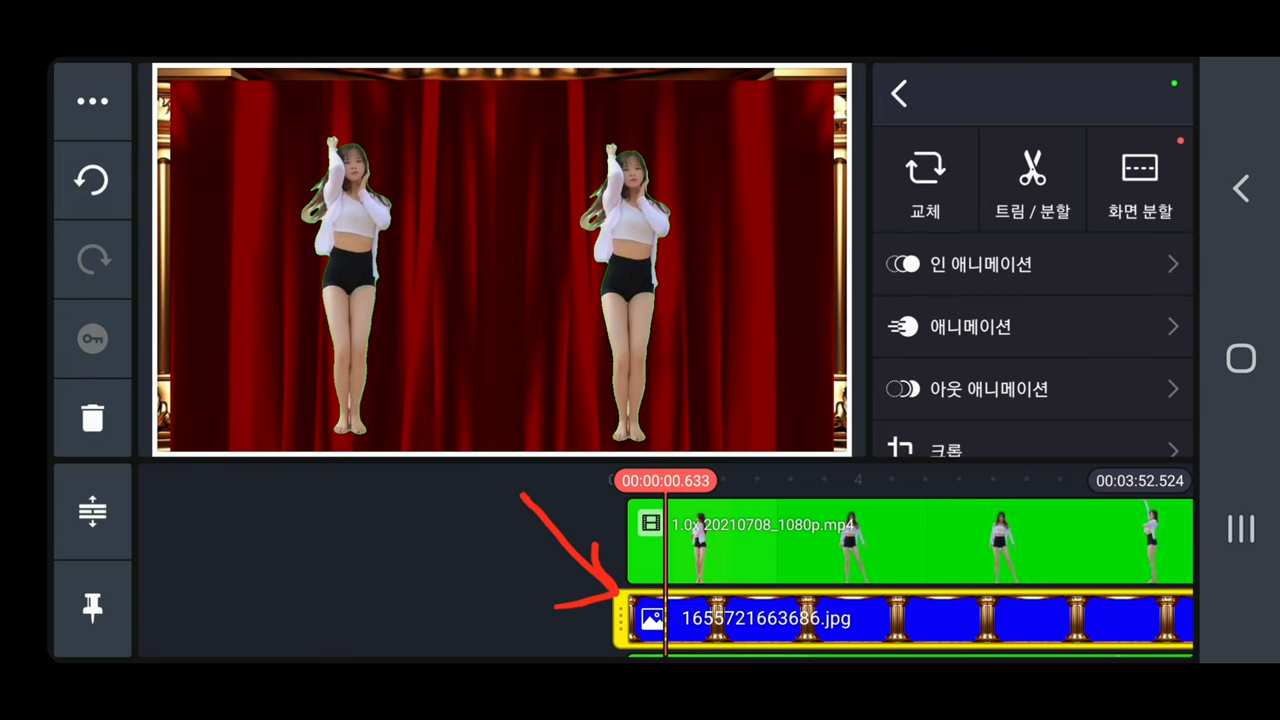 교체
트림 / 분할
화면 분할
인 애니메이션
애니메이션
아웃 애니메이션
크롭
00:00:00.633
4
00:03:52.524
1.0x 20210708_1080p.mp4
1655721663686.jpg